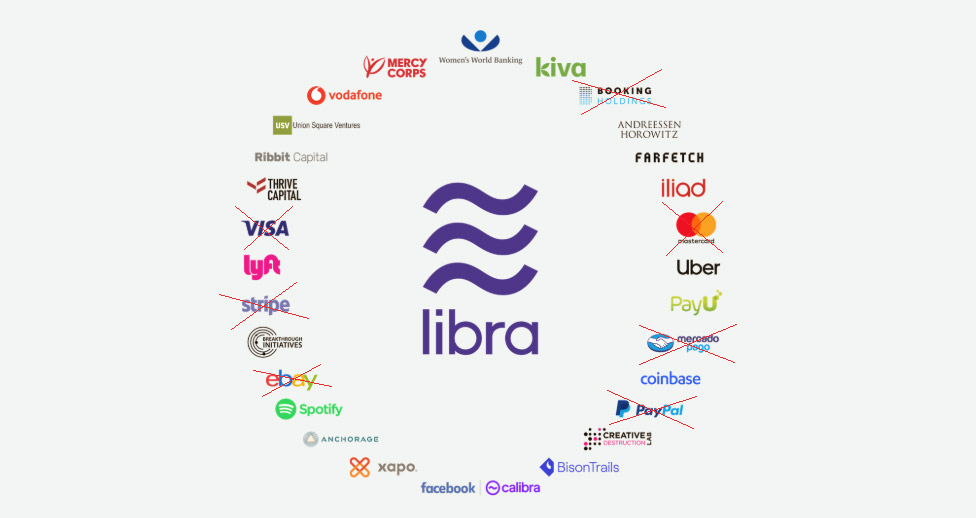 Women's World Banking
MERCY
CORPS
kiva
vodafone
BOOKING
HOLDINGS
USV Union Square Ventures
ANDREESSEN
HOROWITZ
Ribbit Capital
FARFETCH
THRIVE
CAPITAL
iliad
VISA
mastercard
lyft
Uber
stripe
PayU
BREAKTHROUGH
INITIATIVES
mercado
pago
ebay
coinbase
Spotify
PayPal
ANCHORAGE
CREATIVE
DESTRUCTION
LAB
xapo.
BisonTrails
facebook
calibra
libra